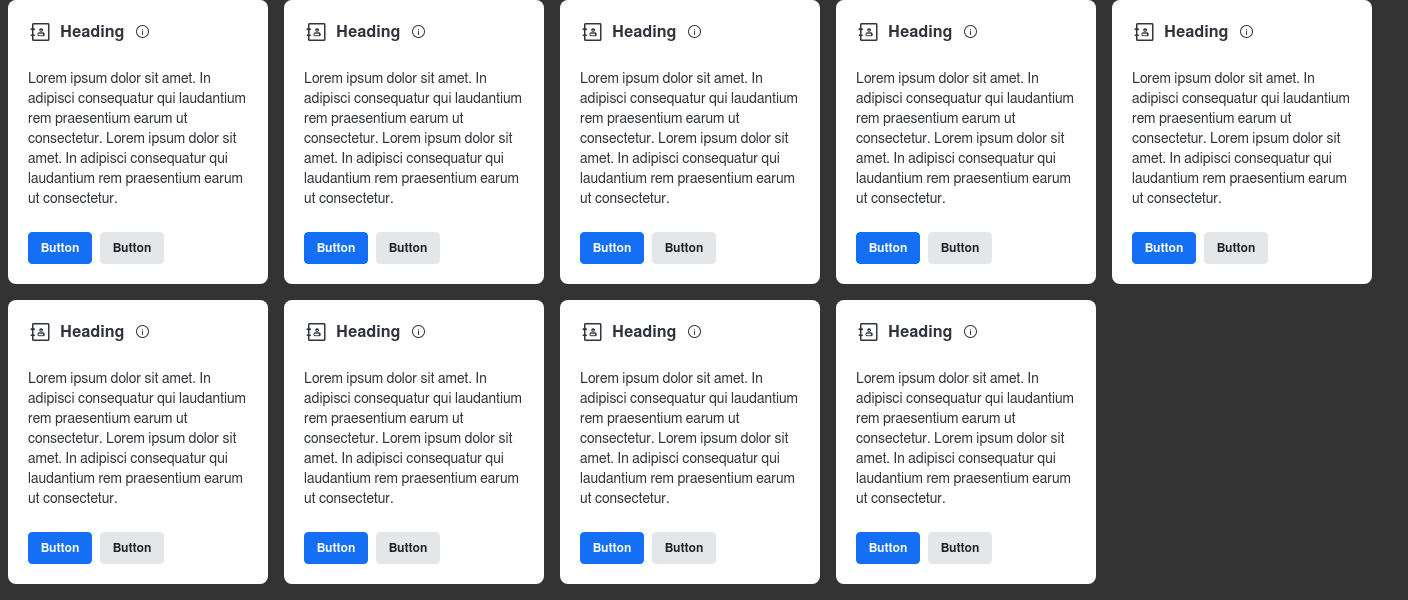 Heading
Lorem ipsum dolor sit amet. In
adipisci consequatur qui laudantium
rem praesentium earum ut
consectetur. Lorem ipsum dolor sit
amet. In adipisci consequatur qui
laudantium rem praesentium earum
ut consectetur.
Button Button
Heading
Lorem ipsum dolor sit amet. In
adipisci consequatur qui laudantium
rem praesentium earum ut
consectetur. Lorem ipsum dolor sit
amet. In adipisci consequatur qui
laudantium rem praesentium earum
ut consectetur.
Button Button
Heading
Lorem ipsum dolor sit amet. In
adipisci consequatur qui laudantium
rem praesentium earum ut
consectetur. Lorem ipsum dolor sit
amet. In adipisci consequatur qui
laudantium rem praesentium earum
ut consectetur.
Button Button
Heading
Lorem ipsum dolor sit amet. In
adipisci consequatur qui laudantium
rem praesentium earum ut
consectetur. Lorem ipsum dolor sit
amet. In adipisci consequatur qui
laudantium rem praesentium earum
ut consectetur.
Button Button
Heading
Lorem ipsum dolor sit amet. In
adipisci consequatur qui laudantium
rem praesentium earum ut
consectetur. Lorem ipsum dolor sit
amet. In adipisci consequatur qui
laudantium rem praesentium earum
ut consectetur.
Button Button
Heading
Lorem ipsum dolor sit amet. In
adipisci consequatur qui laudantium
rem praesentium earum ut
consectetur. Lorem ipsum dolor sit
amet. In adipisci consequatur qui
laudantium rem praesentium earum
ut consectetur.
Button Button
Heading
Lorem ipsum dolor sit amet. In
adipisci consequatur qui laudantium
rem praesentium earum ut
consectetur. Lorem ipsum dolor sit
amet. In adipisci consequatur qui
laudantium rem praesentium earum
ut consectetur.
Button Button
Heading
Lorem ipsum dolor sit amet. In
adipisci consequatur qui laudantium
rem praesentium earum ut
consectetur. Lorem ipsum dolor sit
amet. In adipisci consequatur qui
laudantium rem praesentium earum
ut consectetur.
Button Button
Heading
Lorem ipsum dolor sit amet. In
adipisci consequatur qui laudantium
rem praesentium earum ut
consectetur. Lorem ipsum dolor sit
amet. In adipisci consequatur qui
laudantium rem praesentium earum
ut consectetur.
Button Button